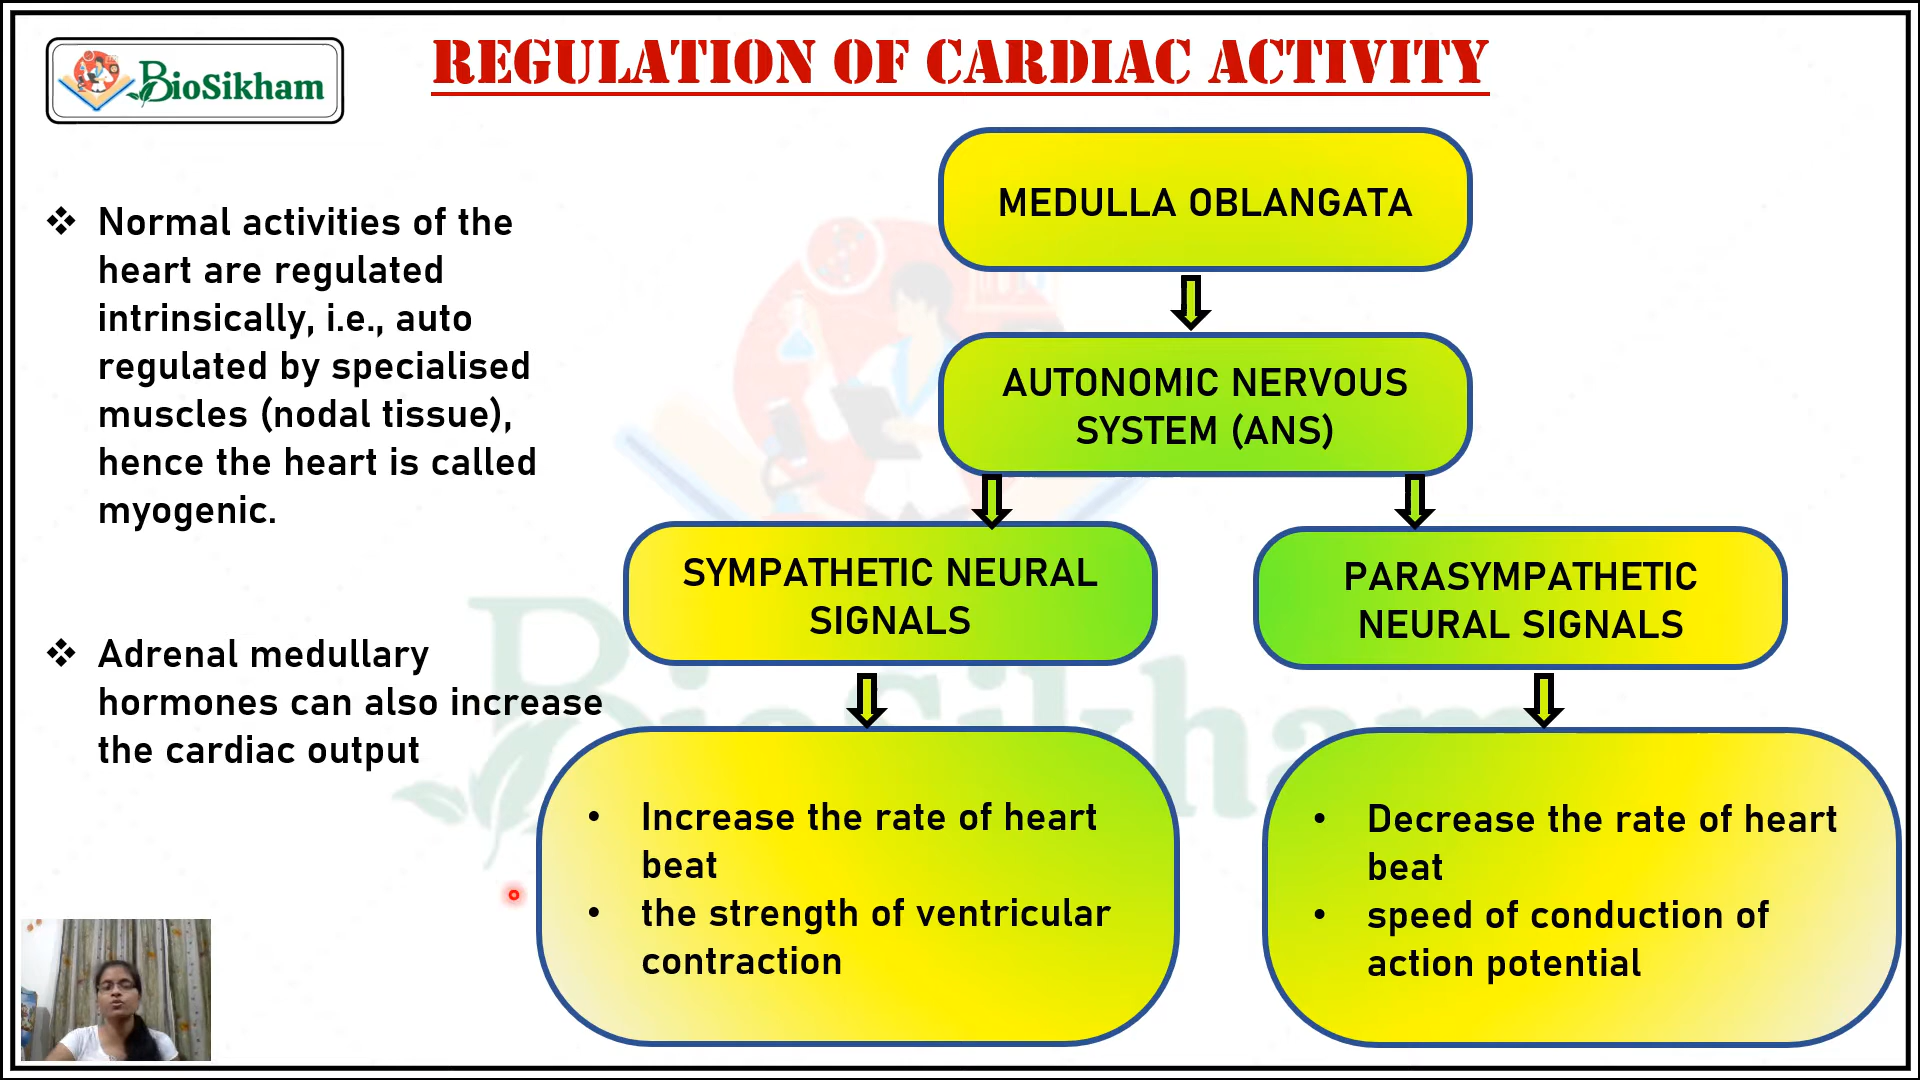 BioSikham
REGULATION OF CARDIAC ACTIVITY
❖ Normal activities of the
heart are regulated
intrinsically, i.e., auto
regulated by specialised
muscles (nodal tissue),
hence the heart is called
myogenic.
❖ Adrenal medullary
hormones can also increase
the cardiac output
MEDULLA OBLANGATA
AUTONOMIC NERVOUS
SYSTEM (ANS)
SYMPATHETIC NEURAL
SIGNALS
PARASYMPATHETIC
NEURAL SIGNALS
• Increase the rate of heart
beat
• the strength of ventricular
contraction
• Decrease the rate of heart
beat
• speed of conduction of
action potential
BioSikham